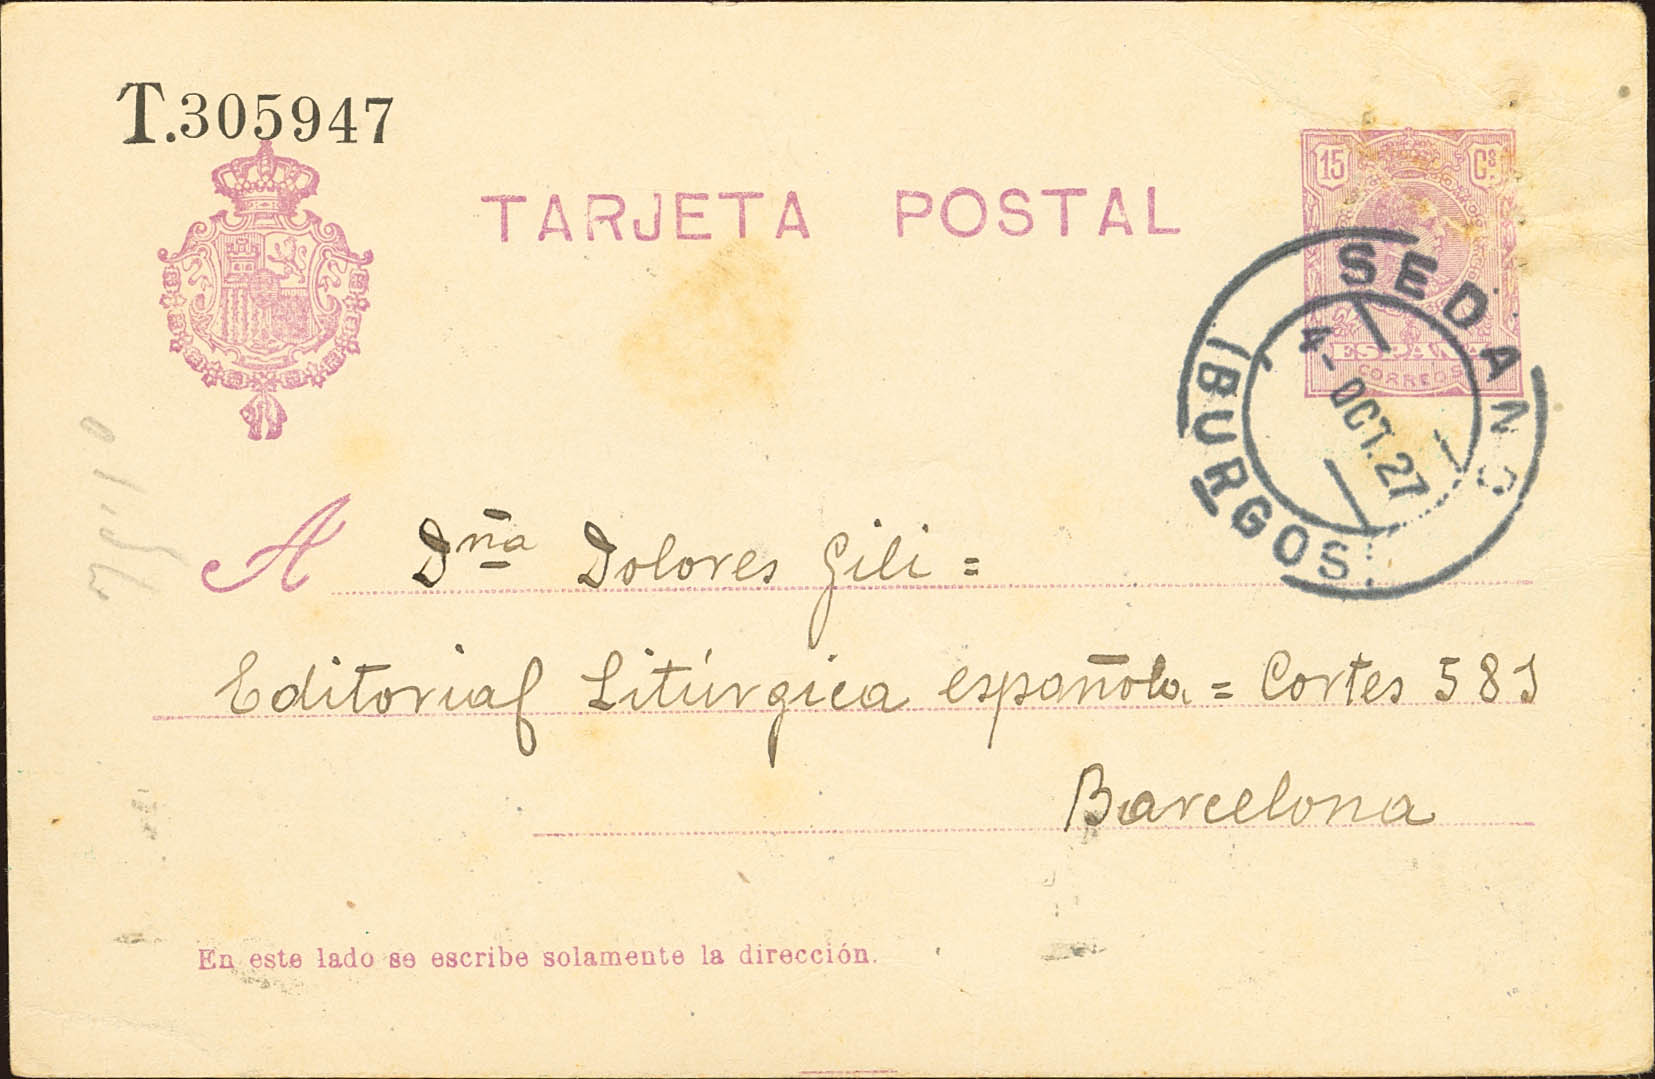 T.305947
TARJETA POSTAL
15 Cs
ESPAÑA
CORREOS
SEDANO
4-OCT.27
(BURGOS)
A Dña Dolores Gili =
Editorial Litúrgica española = Cortes 581
Barcelona
En este lado se escribe solamente la dirección.